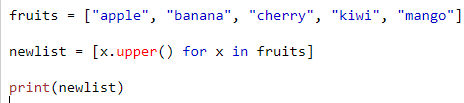 fruits = ["apple", "banana", "cherry", "kiwi", "mango"]
newlist = [x.upper() for x in fruits]
print(newlist)